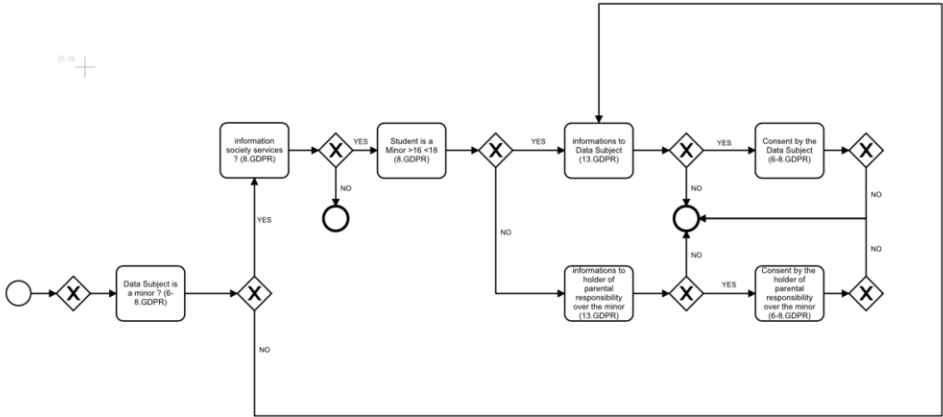 (0, 0)
information
society services
? (8.GDPR)
YES
NO
Student is a
Minor >16 <18
(8.GDPR)
YES
NO
informations to
Data Subject
(13.GDPR)
YES
NO
Consent by the
Data Subject
(6-8.GDPR)
NO
YES
Data Subject is
a minor ? (6-
8.GDPR)
NO
informations to
holder of
parental
responsibility
over the minor
(13.GDPR)
NO
YES
Consent by the
holder of
parental
responsibility
over the minor
(6-8.GDPR)
NO